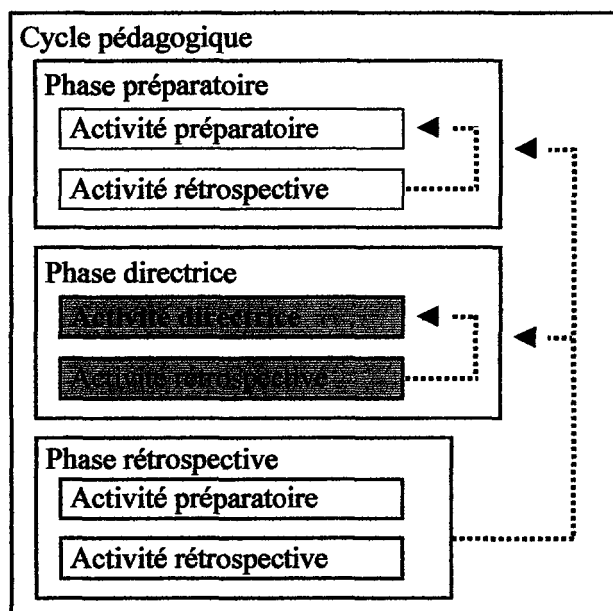 Cycle pédagogique
Phase préparatoire
Activité préparatoire
Activité rétrospective
Phase directrice
Activité directrice
Activité rétrospective
Phase rétrospective
Activité préparatoire
Activité rétrospective